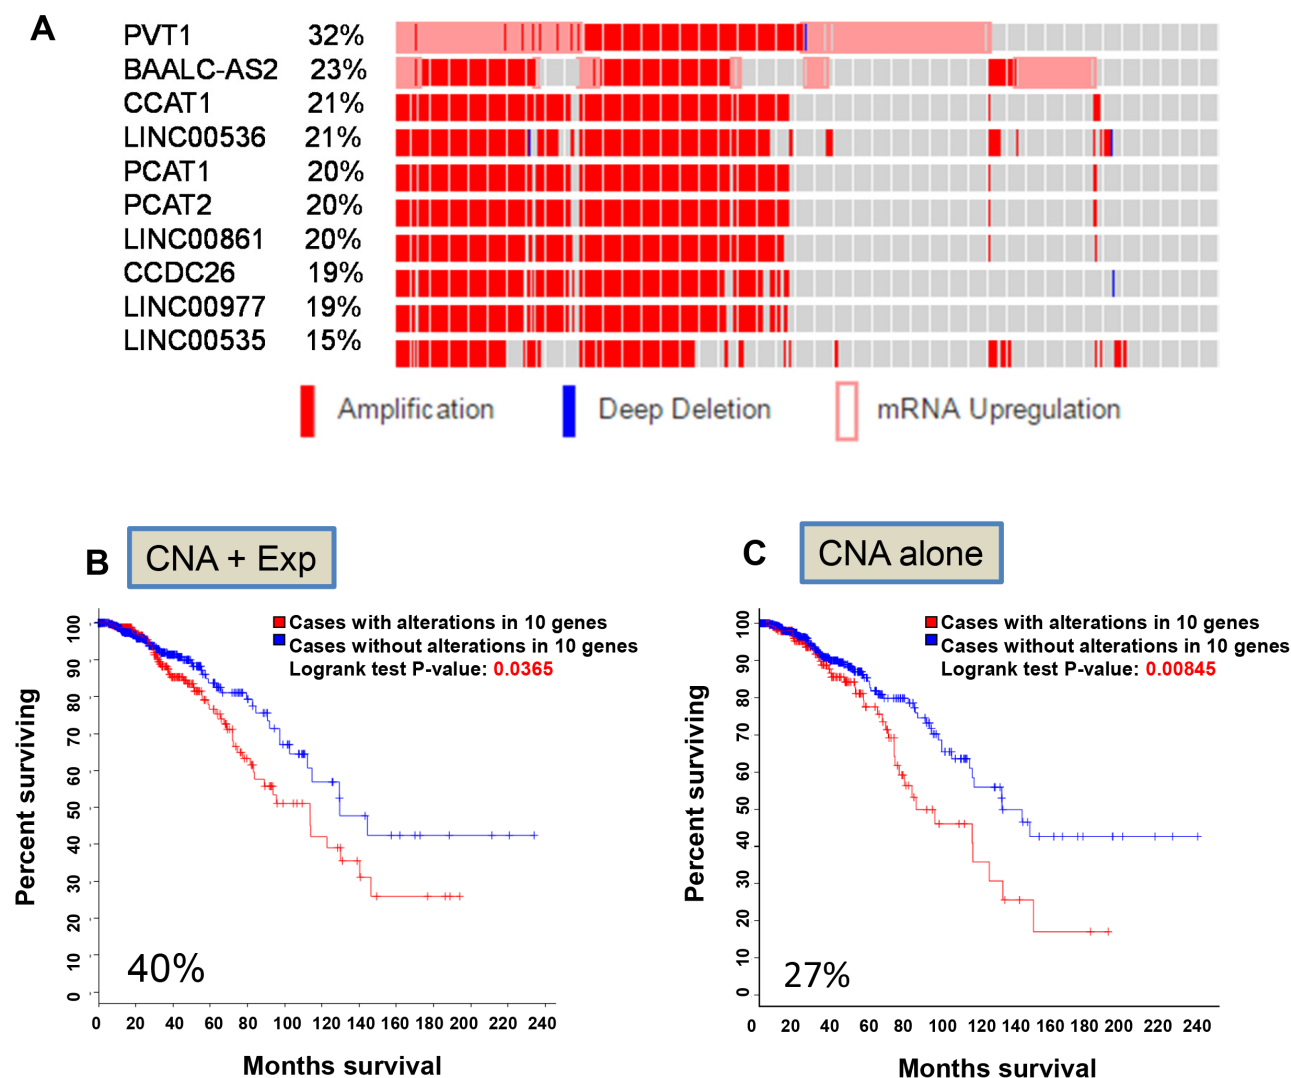 A
PVT1 32%
BAALC-AS2 23%
CCAT1 21%
LINC00536 21%
PCAT1 20%
PCAT2 20%
LINC00861 20%
CCDC26 19%
LINC00977 19%
LINC00535 15%
Amplification Deep Deletion mRNA Upregulation
B CNA + Exp
Cases with alterations in 10 genes
Cases without alterations in 10 genes
Logrank test P-value: 0.0365
Percent surviving
100
90
80
70
60
50
40
30
20
10
0
40%
0 20 40 60 80 100 120 140 160 180 200 220 240
Months survival
C CNA alone
Cases with alterations in 10 genes
Cases without alterations in 10 genes
Logrank test P-value: 0.00845
Percent surviving
100
90
80
70
60
50
40
30
20
10
0
27%
0 20 40 60 80 100 120 140 160 180 200 220 240
Months survival